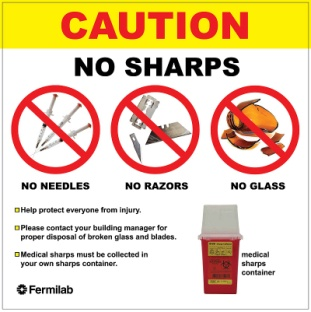 CAUTION
NO SHARPS
NO NEEDLES NO RAZORS NO GLASS
Help protect everyone from injury.
Please contact your building manager for
proper disposal of broken glass and blades.
Medical sharps must be collected in
your own sharps container.
medical
sharps
container
Fermilab